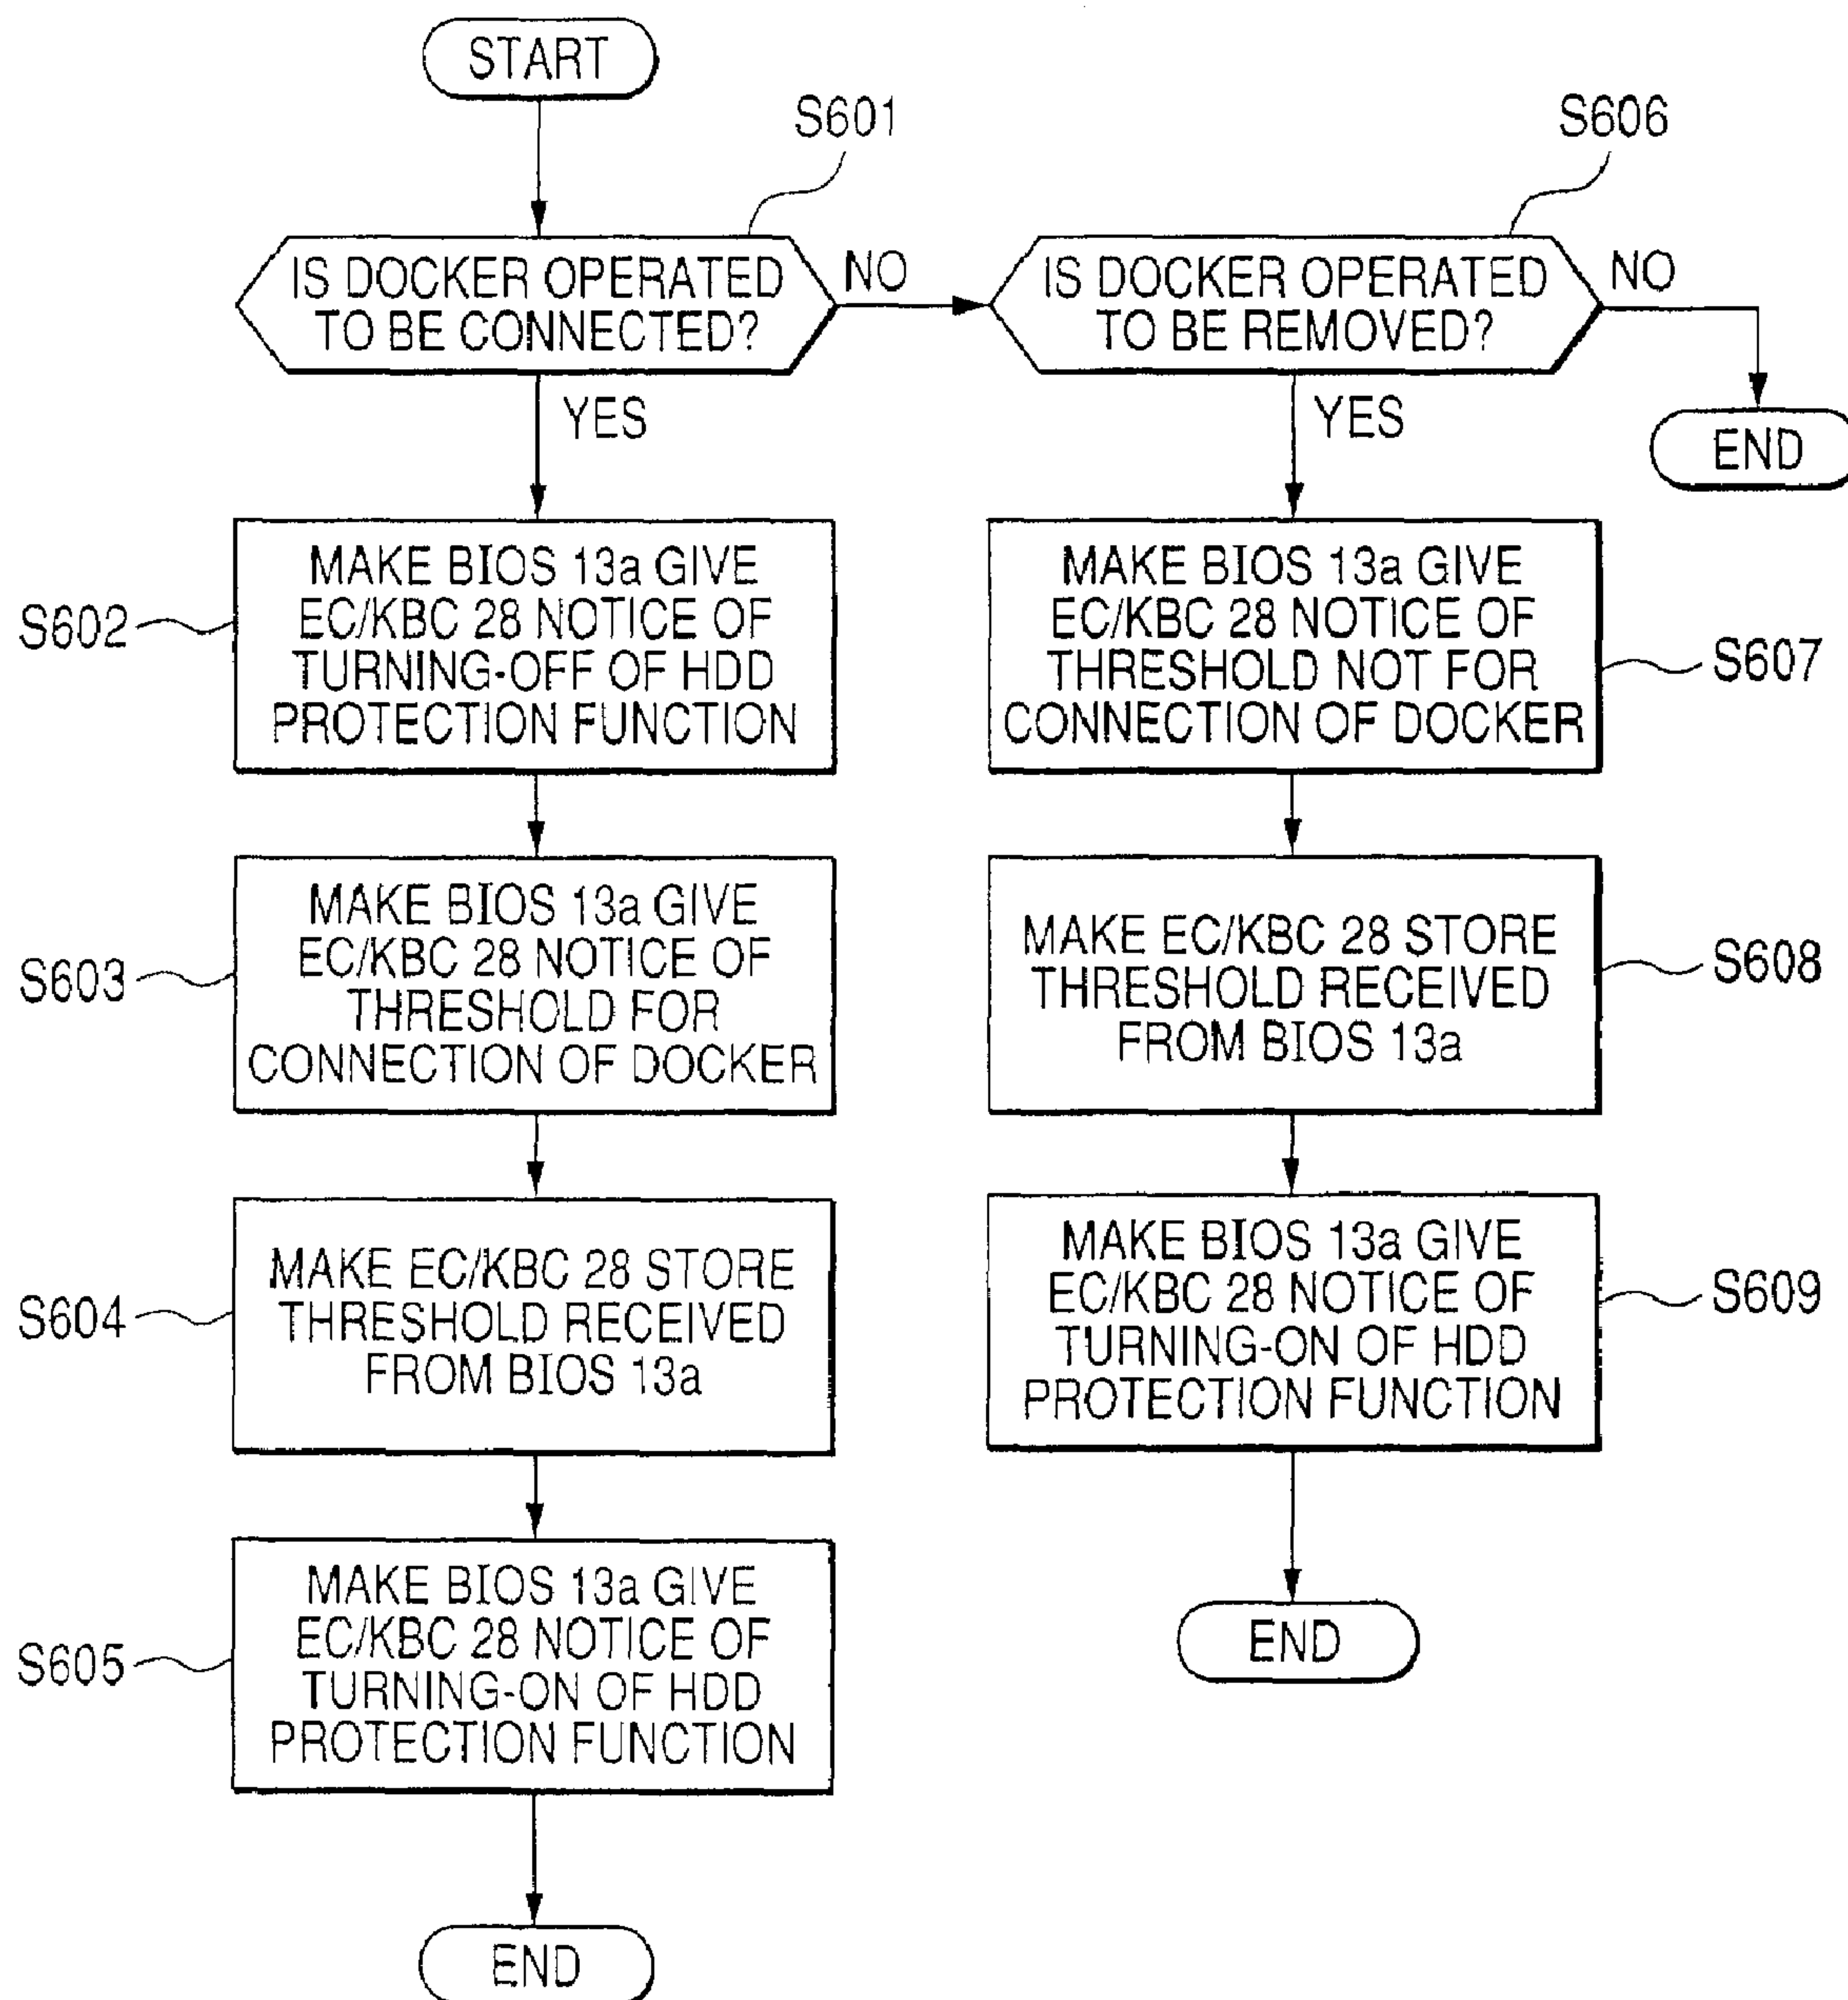 START
S601
IS DOCKER OPERATED
TO BE CONNECTED?
NO
YES
S606
IS DOCKER OPERATED
TO BE REMOVED?
NO
YES
END
S602
MAKE BIOS 13a GIVE
EC/KBC 28 NOTICE OF
TURNING-OFF OF HDD
PROTECTION FUNCTION
S603
MAKE BIOS 13a GIVE
EC/KBC 28 NOTICE OF
THRESHOLD FOR
CONNECTION OF DOCKER
S604
MAKE EC/KBC 28 STORE
THRESHOLD RECEIVED
FROM BIOS 13a
S605
MAKE BIOS 13a GIVE
EC/KBC 28 NOTICE OF
TURNING-ON OF HDD
PROTECTION FUNCTION
END
MAKE BIOS 13a GIVE
EC/KBC 28 NOTICE OF
THRESHOLD NOT FOR
CONNECTION OF DOCKER
S607
MAKE EC/KBC 28 STORE
THRESHOLD RECEIVED
FROM BIOS 13a
S608
MAKE BIOS 13a GIVE
EC/KBC 28 NOTICE OF
TURNING-ON OF HDD
PROTECTION FUNCTION
S609
END